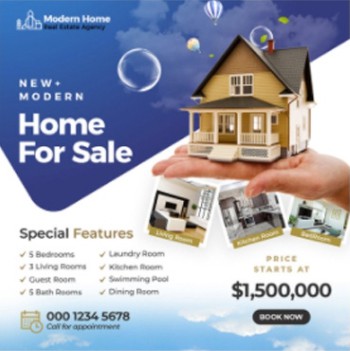 Modern Home
Real Estate Agency
NEW+
MODERN
Home
For Sale
Living Room
Kitchen Room
Bedroom
Special Features
5 Bedrooms
3 Living Rooms
Guest Room
5 Bath Rooms
Laundry Room
Kitchen Room
Swimming Pool
Dining Room
PRICE
STARTS AT
$1,500,000
000 1234 5678
Call for appointment
BOOK NOW